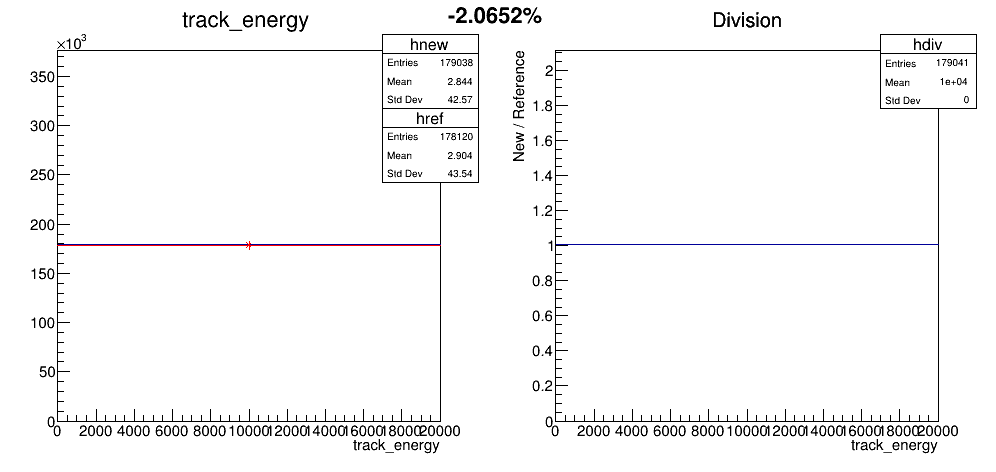 track_energy
-2.0652%
Division
×10³
hnew
Entries 179038
Mean 2.844
Std Dev 42.57
href
Entries 178120
Mean 2.904
Std Dev 43.54
350
300
250
200
150
100
50
0
0 2000 4000 6000 8000 10000 12000 14000 16000 18000 20000
track_energy
hdiv
Entries 179041
Mean 1e+04
Std Dev 0
New / Reference
2
1.8
1.6
1.4
1.2
1
0.8
0.6
0.4
0.2
0
0 2000 4000 6000 8000 10000 12000 14000 16000 18000 20000
track_energy